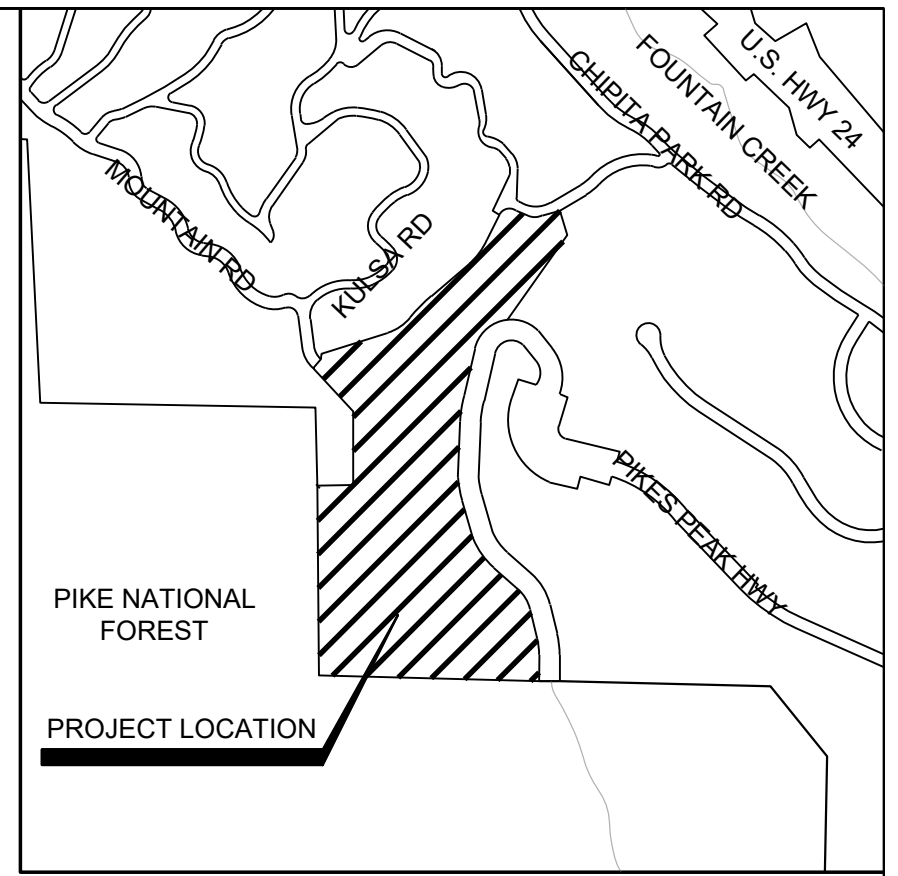 U.S. HWY 24
FOUNTAIN CREEK
CHIPITA PARK RD
MOUNTAIN RD
KULSA RD
PIKES PEAK HWY
PIKE NATIONAL
FOREST
PROJECT LOCATION